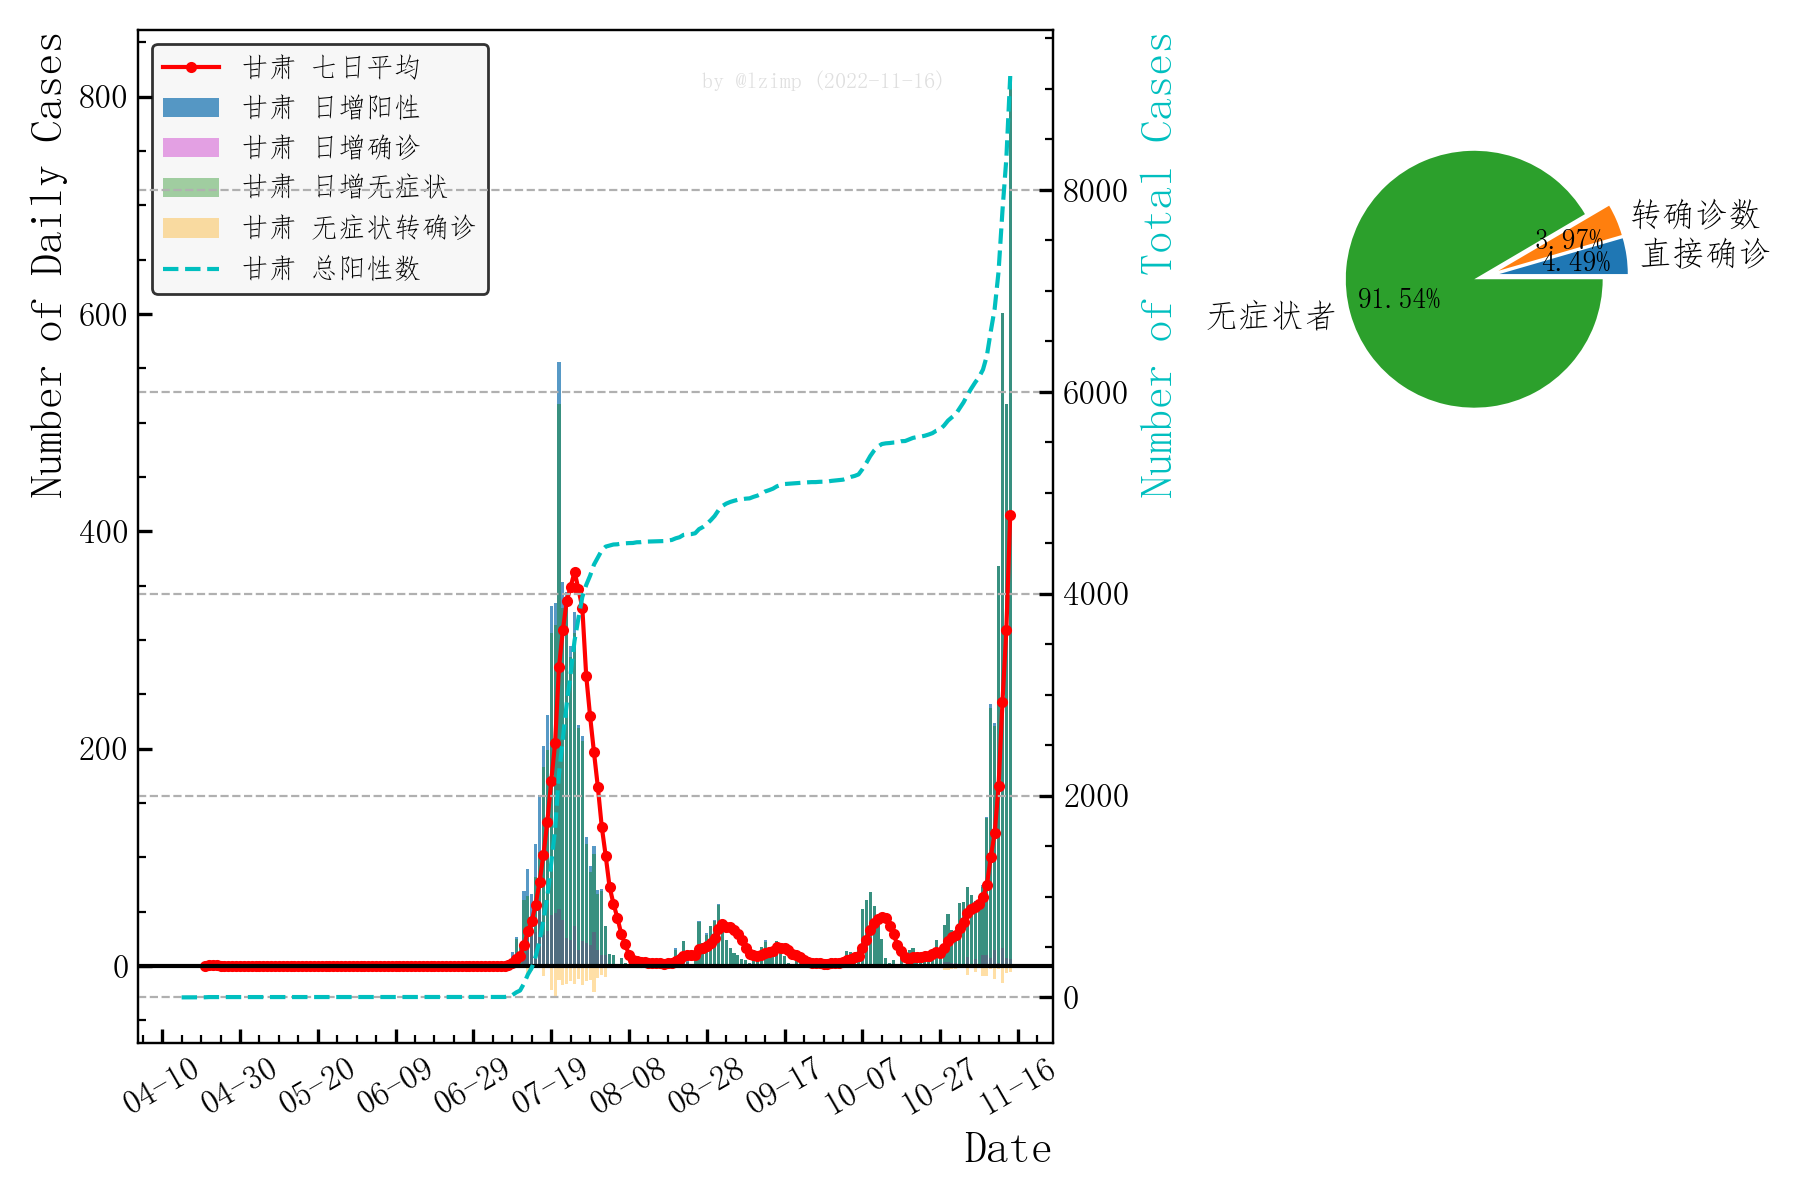 Number of Daily Cases
800
600
400
200
0
甘肃 七日平均
甘肃 日增阳性
甘肃 日增确诊
甘肃 日增无症状
甘肃 无症状转确诊
甘肃 总阳性数
by @lzimp (2022-11-16)
8000
6000
4000
2000
0
Number of Total Cases
04-10
04-30
05-20
06-09
06-29
07-19
08-08
08-28
09-17
10-07
10-27
11-16
Date
转确诊数
3.97%
直接确诊
4.49%
无症状者
91.54%